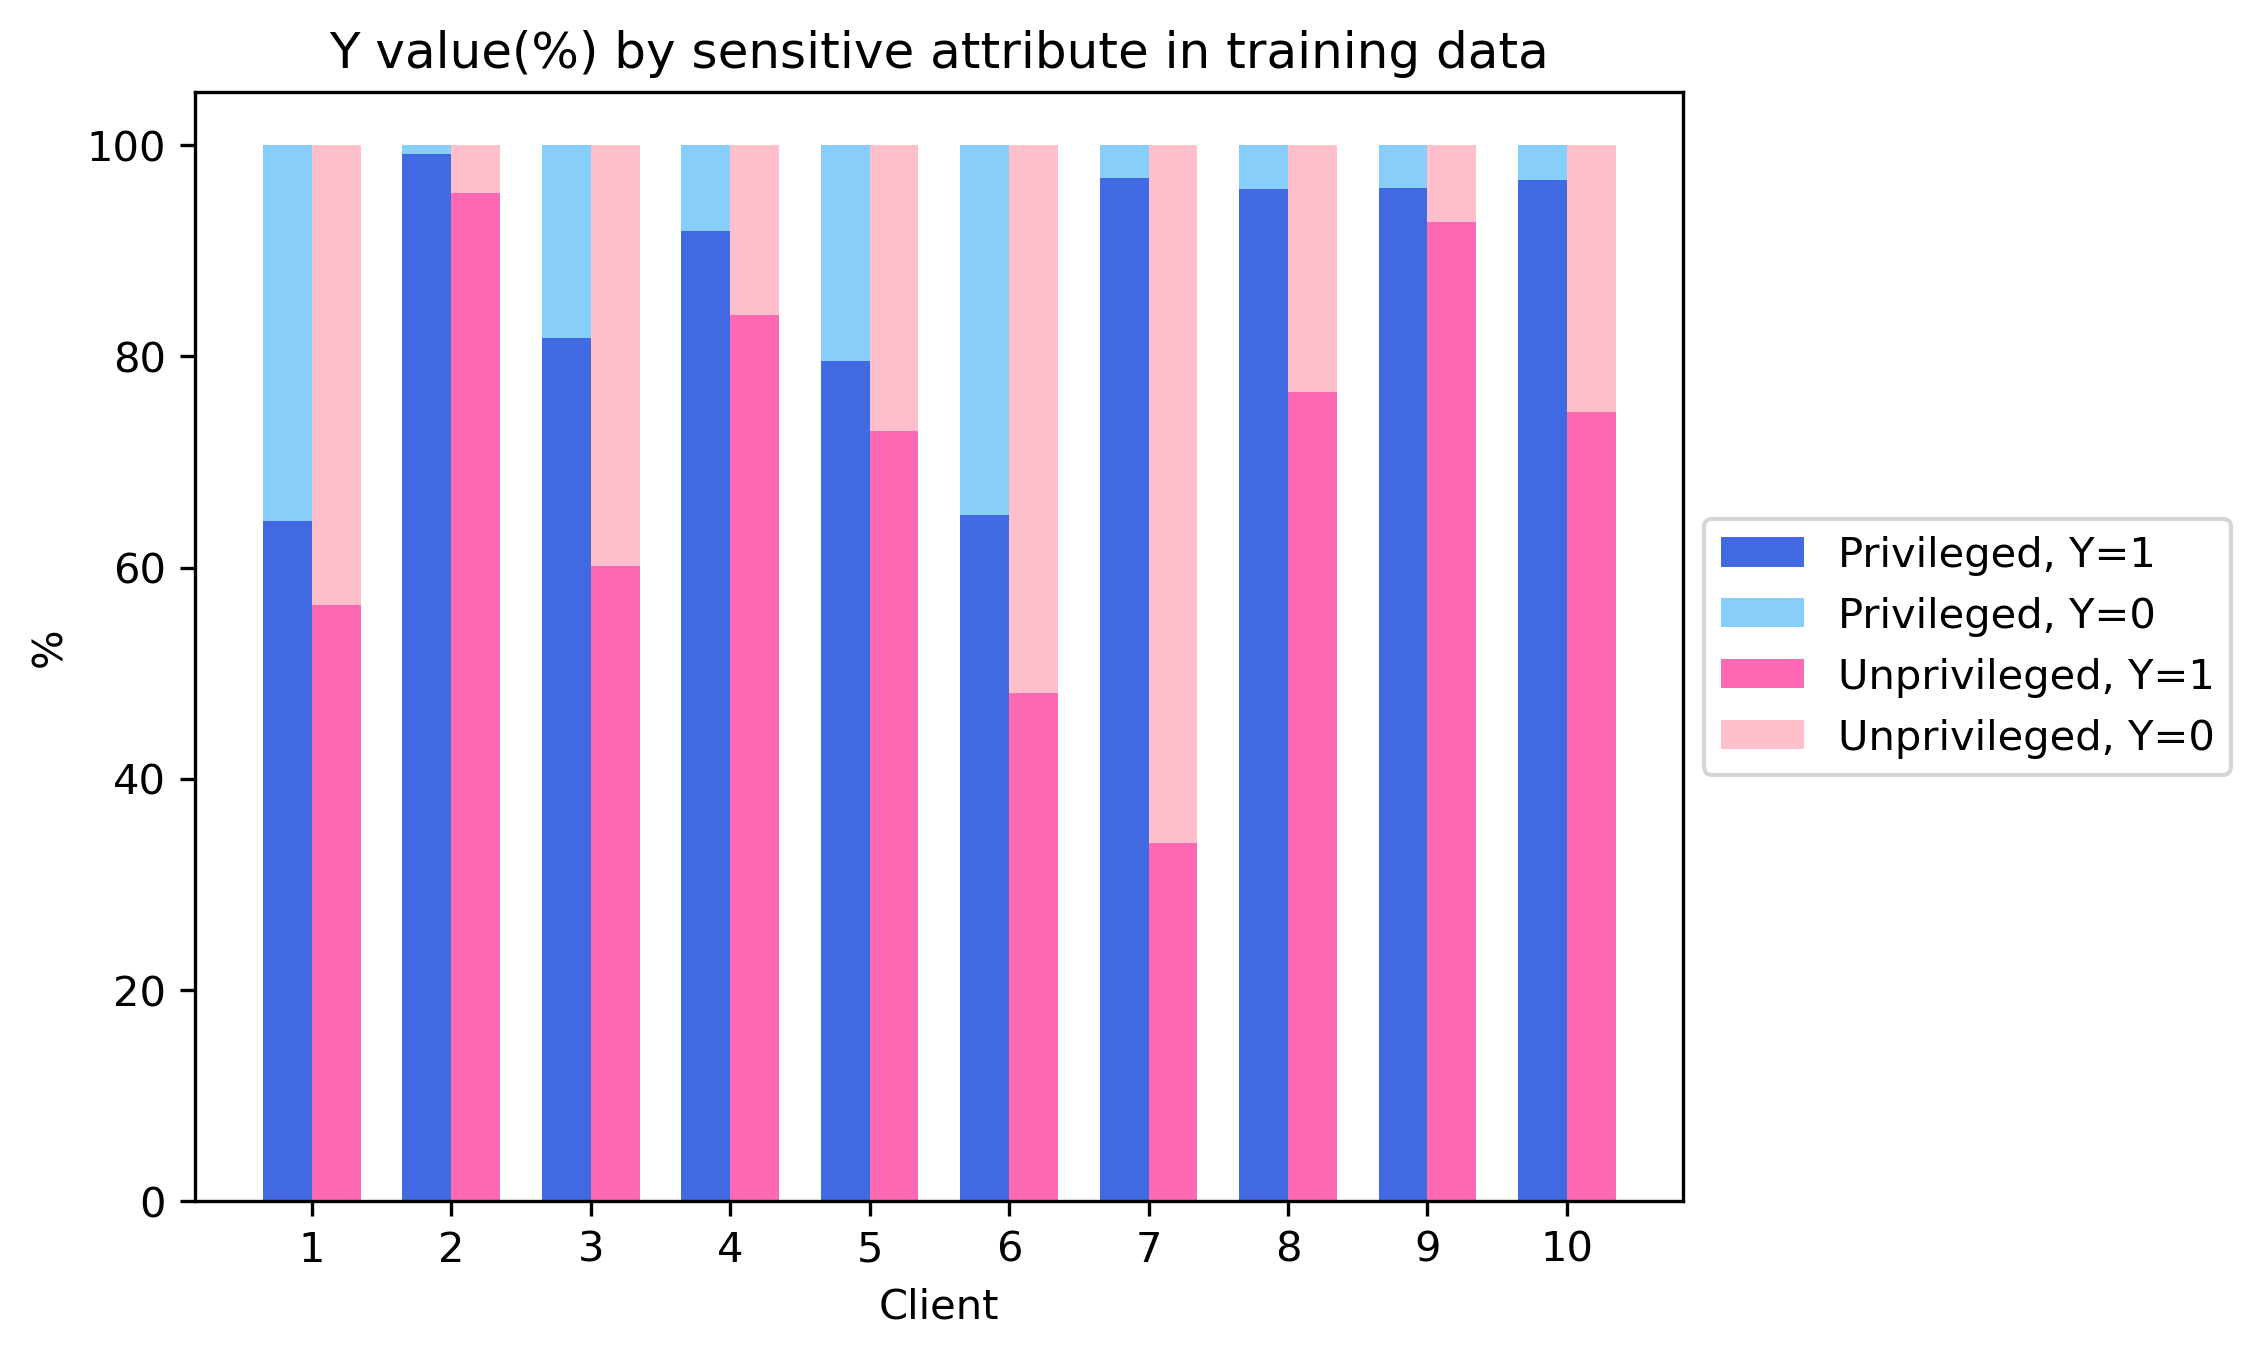 Y value(%) by sensitive attribute in training data
100
80
60
40
20
0
%
1 2 3 4 5 6 7 8 9 10
Client
Privileged, Y=1
Privileged, Y=0
Unprivileged, Y=1
Unprivileged, Y=0